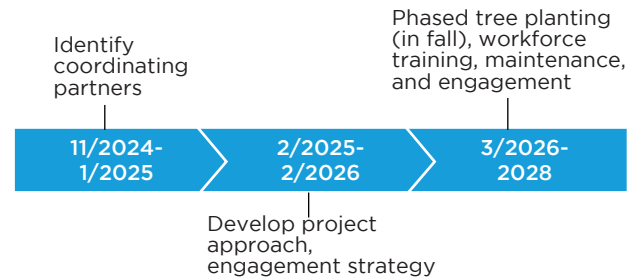 Identify
coordinating
partners
Phased tree planting
(in fall), workforce
training, maintenance,
and engagement
11/2024-
1/2025
2/2025-
2/2026
3/2026-
2028
Develop project
approach,
engagement strategy